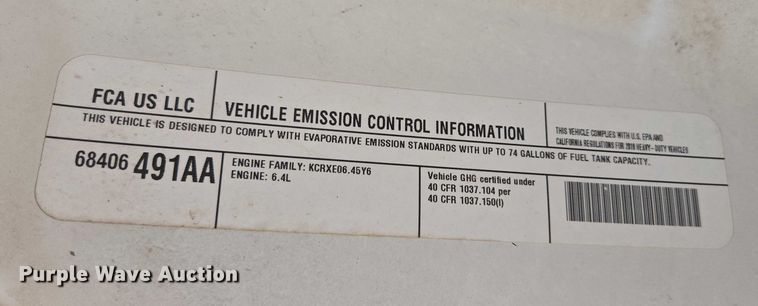 FCA US LLC
VEHICLE EMISSION CONTROL INFORMATION
THIS VEHICLE COMPLIES WITH U.S. EPA AND
CALIFORNIA REGULATIONS FOR 2019 HEAVY-DUTY VEHICLES
THIS VEHICLE IS DESIGNED TO COMPLY WITH EVAPORATIVE EMISSION STANDARDS WITH UP TO 74 GALLONS OF FUEL TANK CAPACITY.
68406 491AA
ENGINE FAMILY: KCRXE06.45Y6
ENGINE: 6.4L
Vehicle GHG certified under
40 CFR 1037.104 per
40 CFR 1037.150(l)
Purple Wave Auction